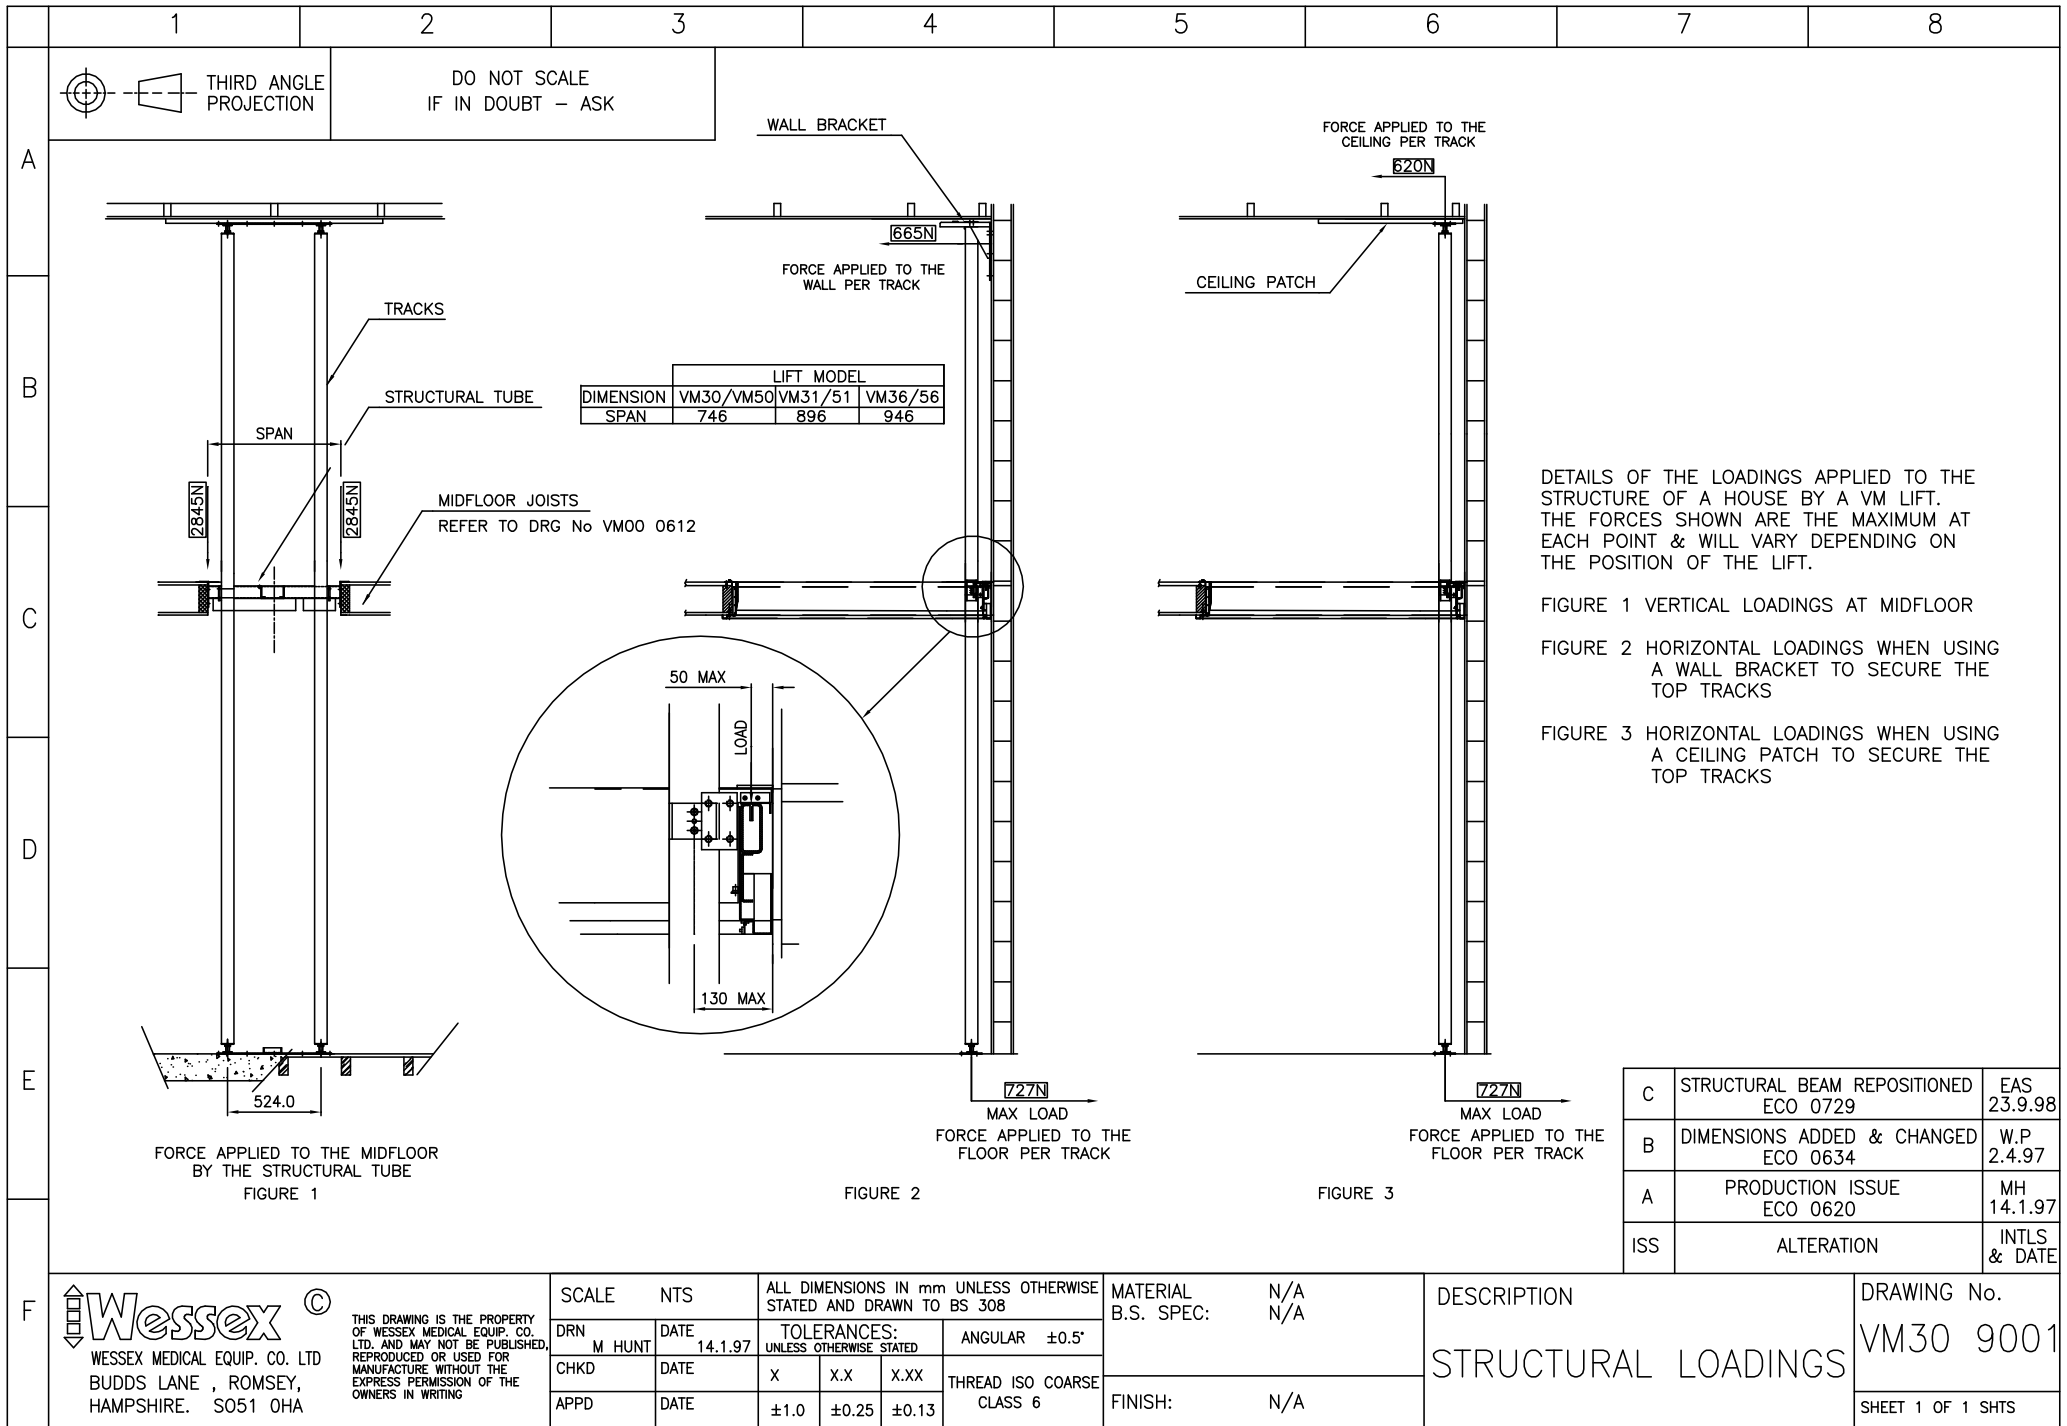 1 2 3 4 5 6 7 8
A
B
C
D
E
F
THIRD ANGLE
PROJECTION
DO NOT SCALE
IF IN DOUBT - ASK
TRACKS
STRUCTURAL TUBE
SPAN
2845N
2845N
MIDFLOOR JOISTS
REFER TO DRG No VM00 0612
524.0
FORCE APPLIED TO THE MIDFLOOR
BY THE STRUCTURAL TUBE
FIGURE 1
WALL BRACKET
665N
FORCE APPLIED TO THE
WALL PER TRACK
LIFT MODEL
DIMENSION VM30/VM50 VM31/51 VM36/56
SPAN 746 896 946
50 MAX
LOAD
130 MAX
727N
MAX LOAD
FORCE APPLIED TO THE
FLOOR PER TRACK
FIGURE 2
FORCE APPLIED TO THE
CEILING PER TRACK
620N
CEILING PATCH
727N
MAX LOAD
FORCE APPLIED TO THE
FLOOR PER TRACK
FIGURE 3
DETAILS OF THE LOADINGS APPLIED TO THE
STRUCTURE OF A HOUSE BY A VM LIFT.
THE FORCES SHOWN ARE THE MAXIMUM AT
EACH POINT & WILL VARY DEPENDING ON
THE POSITION OF THE LIFT.
FIGURE 1 VERTICAL LOADINGS AT MIDFLOOR
FIGURE 2 HORIZONTAL LOADINGS WHEN USING
A WALL BRACKET TO SECURE THE
TOP TRACKS
FIGURE 3 HORIZONTAL LOADINGS WHEN USING
A CEILING PATCH TO SECURE THE
TOP TRACKS
C STRUCTURAL BEAM REPOSITIONED EAS
ECO 0729 23.9.98
B DIMENSIONS ADDED & CHANGED W.P
ECO 0634 2.4.97
A PRODUCTION ISSUE MH
ECO 0620 14.1.97
ISS ALTERATION INTLS
& DATE
Wessex ©
WESSEX MEDICAL EQUIP. CO. LTD
BUDDS LANE , ROMSEY,
HAMPSHIRE. SO51 0HA
THIS DRAWING IS THE PROPERTY
OF WESSEX MEDICAL EQUIP. CO.
LTD. AND MAY NOT BE PUBLISHED,
REPRODUCED OR USED FOR
MANUFACTURE WITHOUT THE
EXPRESS PERMISSION OF THE
OWNERS IN WRITING
SCALE NTS
DRN M HUNT DATE 14.1.97
CHKD DATE
APPD DATE
ALL DIMENSIONS IN mm UNLESS OTHERWISE
STATED AND DRAWN TO BS 308
TOLERANCES:
UNLESS OTHERWISE STATED
X X.X X.XX
±1.0 ±0.25 ±0.13
ANGULAR ±0.5°
THREAD ISO COARSE
CLASS 6
MATERIAL N/A
B.S. SPEC: N/A
FINISH: N/A
DESCRIPTION
STRUCTURAL LOADINGS
DRAWING No.
VM30 9001
SHEET 1 OF 1 SHTS